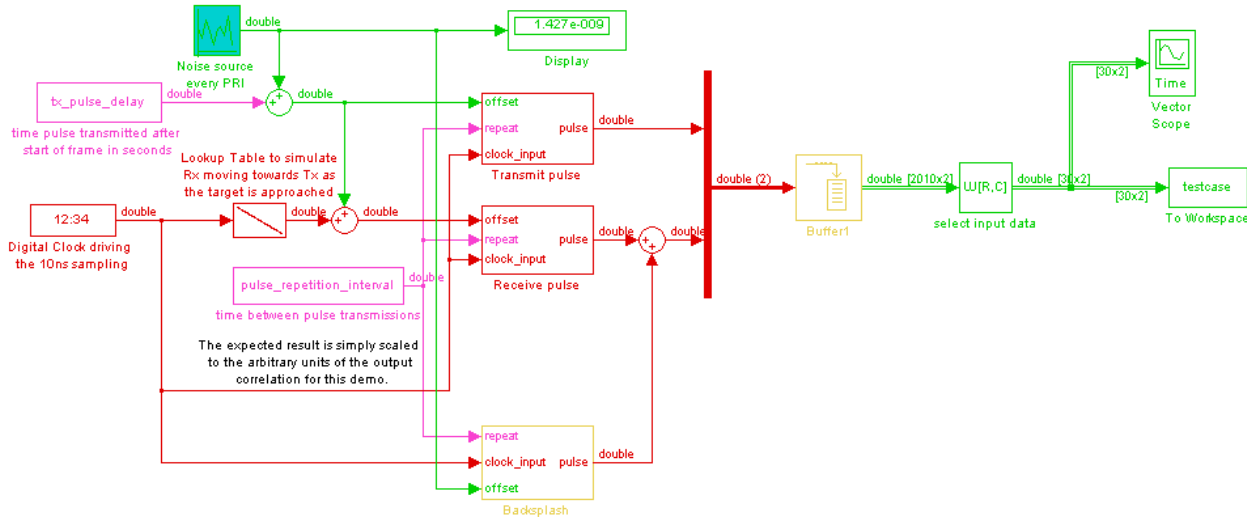 double
1.427e-009
double
Display
Noise source
every PRI
tx_pulse_delay
double
double
time pulse transmitted after
start of frame in seconds
offset
repeat
pulse
clock_input
double
Transmit pulse
Lookup Table to simulate
Rx moving towards Tx as
the target is approached
12:34
double
double
double
Digital Clock driving
the 10ns sampling
offset
repeat
pulse
clock_input
double
double
Receive pulse
pulse_repetition_interval
double
time between pulse transmissions
The expected result is simply scaled
to the arbitrary units of the output
correlation for this demo.
repeat
clock_input
pulse
offset
double
Backsplash
double (2)
Buffer1
double [2010x2]
U[R,C]
select input data
double [30x2]
[30x2]
Time
Vector
Scope
[30x2]
testcase
To Workspace